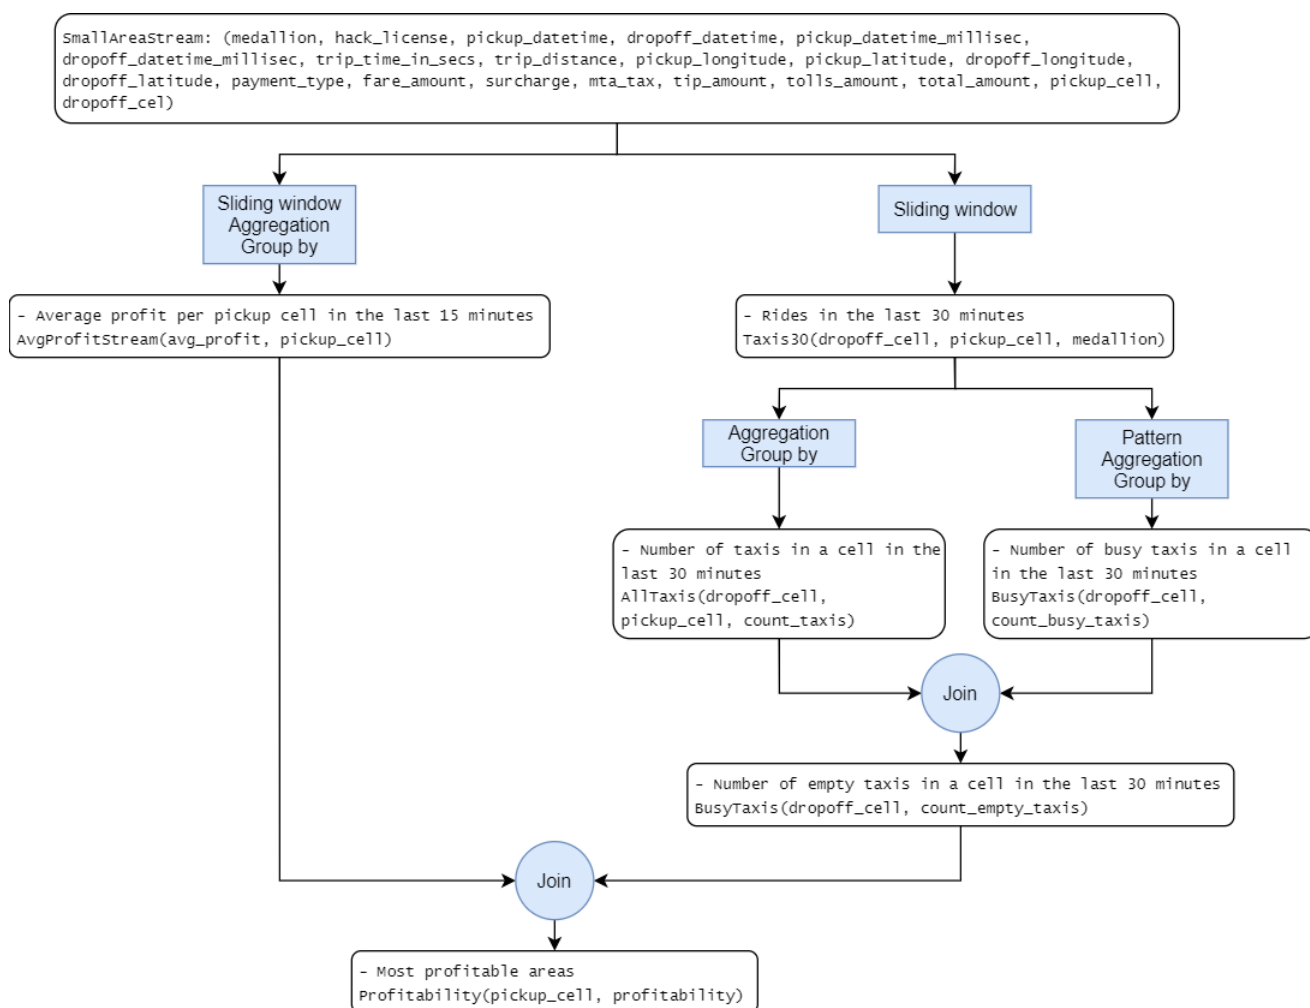 SmallAreaStream: (medallion, hack_license, pickup_datetime, dropoff_datetime, pickup_datetime_millisec,
dropoff_datetime_millisec, trip_time_in_secs, trip_distance, pickup_longitude, pickup_latitude, dropoff_longitude,
dropoff_latitude, payment_type, fare_amount, surcharge, mta_tax, tip_amount, tolls_amount, total_amount, pickup_cell,
dropoff_cel)
Sliding window
Aggregation
Group by
Sliding window
- Average profit per pickup cell in the last 15 minutes
AvgProfitStream(avg_profit, pickup_cell)
- Rides in the last 30 minutes
Taxis30(dropoff_cell, pickup_cell, medallion)
Aggregation
Group by
Pattern
Aggregation
Group by
- Number of taxis in a cell in the
last 30 minutes
AllTaxis(dropoff_cell,
pickup_cell, count_taxis)
- Number of busy taxis in a cell
in the last 30 minutes
BusyTaxis(dropoff_cell,
count_busy_taxis)
Join
- Number of empty taxis in a cell in the last 30 minutes
BusyTaxis(dropoff_cell, count_empty_taxis)
Join
- Most profitable areas
Profitability(pickup_cell, profitability)